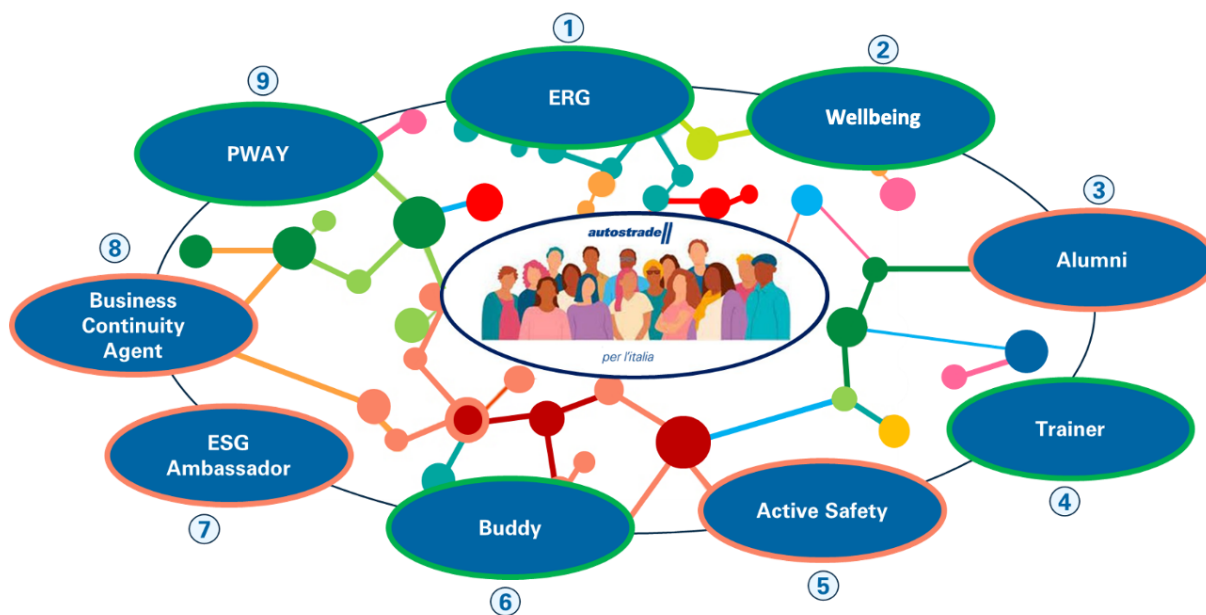 1
ERG
2
Wellbeing
3
Alumni
4
Trainer
5
Active Safety
6
Buddy
7
ESG
Ambassador
8
Business
Continuity
Agent
9
PWAY
autostrade
per l'italia